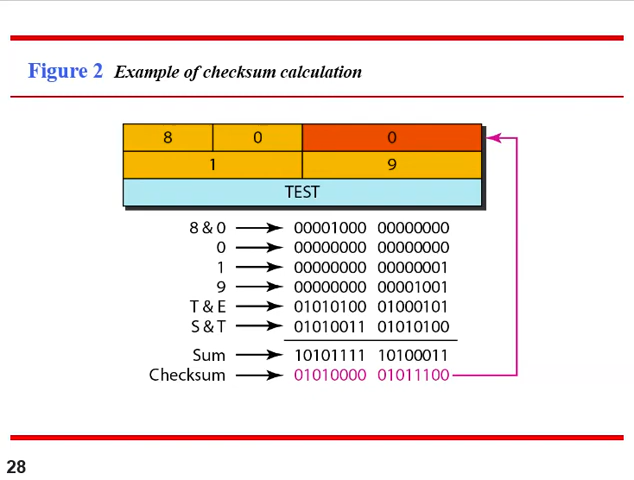 Figure 2 Example of checksum calculation
8 0 0
1 9
TEST
8 & 0 00001000 00000000
0 00000000 00000000
1 00000000 00000001
9 00000000 00001001
T & E 01010100 01000101
S & T 01010011 01010100
Sum 10101111 10100011
Checksum 01010000 01011100
28